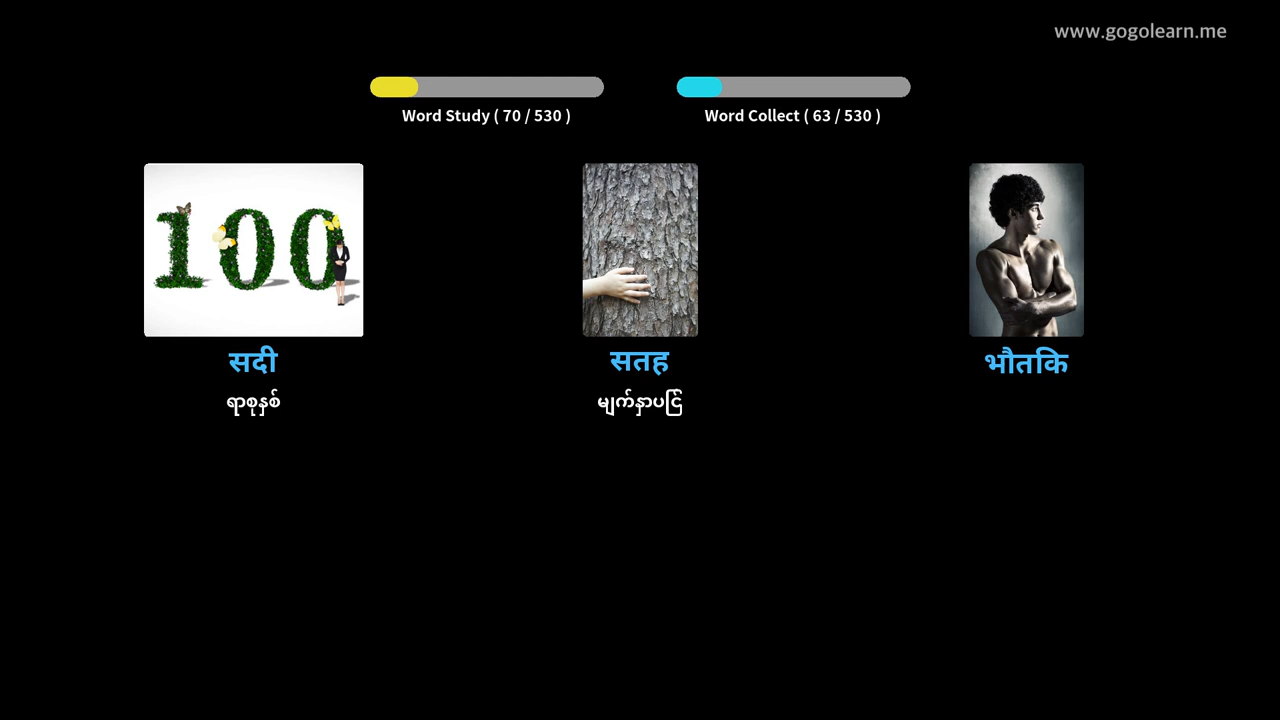 www.gogolearn.me
Word Study ( 70 / 530 )
Word Collect ( 63 / 530 )
100
सदी
सतह
भौतकि
ရာစုနှစ်
မျက်နှာပြင်